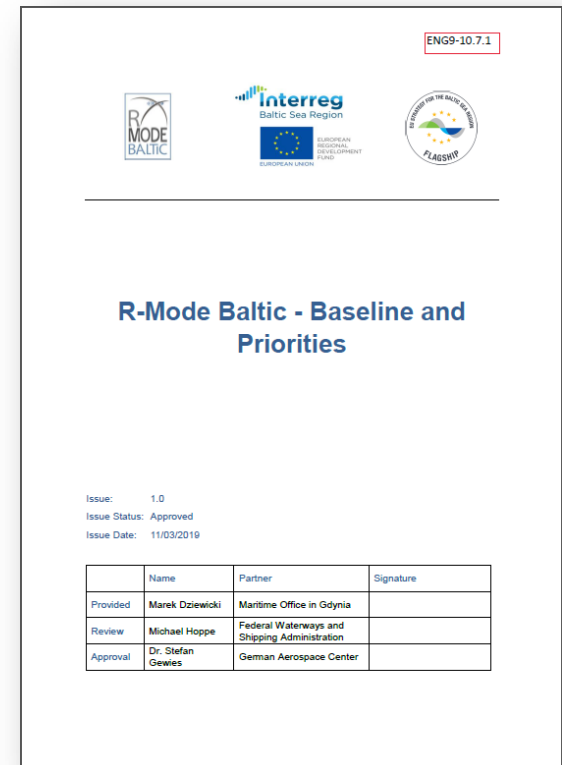 ENG9-10.7.1
R
MODE
BALTIC
Interreg
Baltic Sea Region
EUROPEAN UNION
EUROPEAN
REGIONAL
DEVELOPMENT
FUND
EU STRATEGY FOR THE BALTIC SEA REGION
FLAGSHIP
R-Mode Baltic - Baseline and
Priorities
Issue: 1.0
Issue Status: Approved
Issue Date: 11/03/2019
Name Partner Signature
Provided Marek Dziewicki Maritime Office in Gdynia
Review Michael Hoppe Federal Waterways and
Shipping Administration
Approval Dr. Stefan
Gewies German Aerospace Center